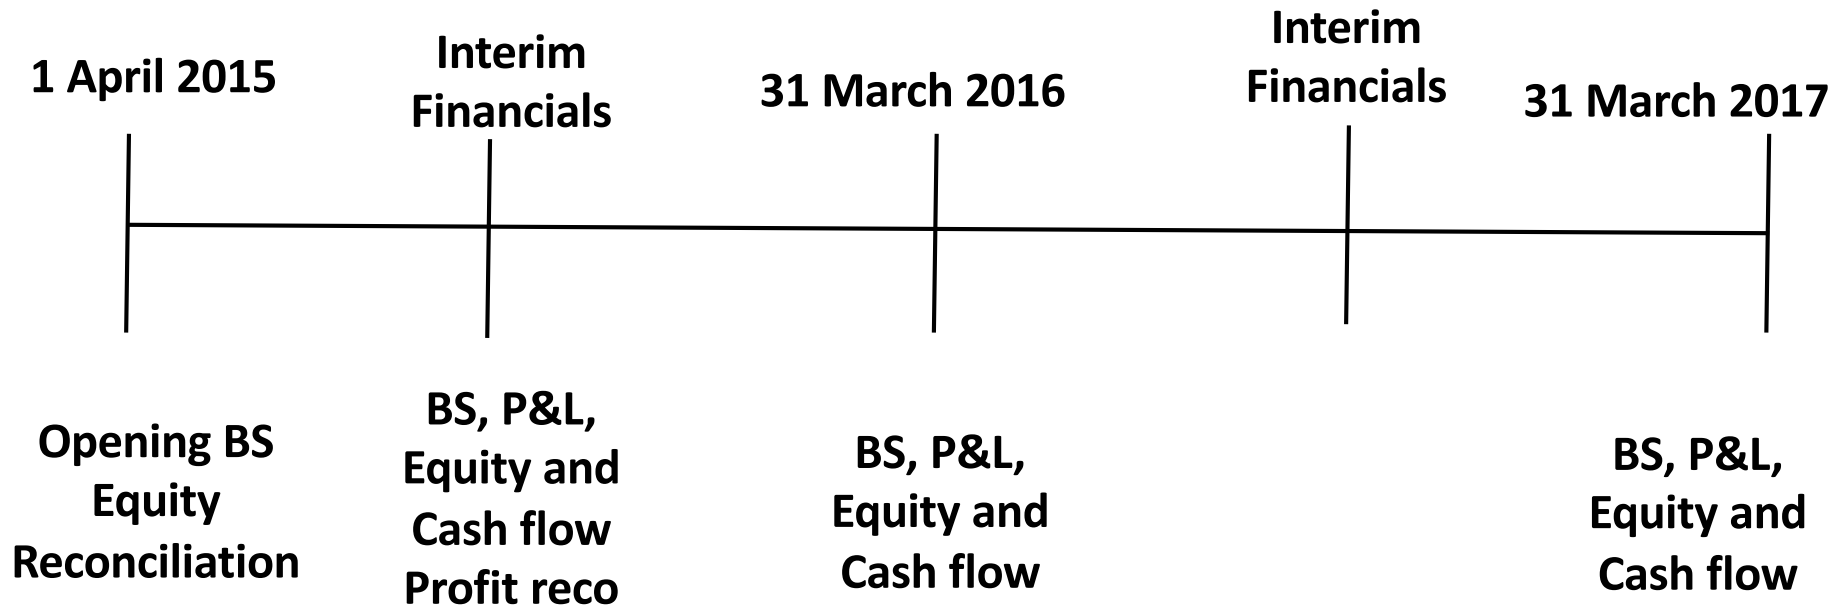 1 April 2015
Interim
Financials
31 March 2016
Interim
Financials
31 March 2017
Opening BS
Equity
Reconciliation
BS, P&L,
Equity and
Cash flow
Profit reco
BS, P&L,
Equity and
Cash flow
BS, P&L,
Equity and
Cash flow